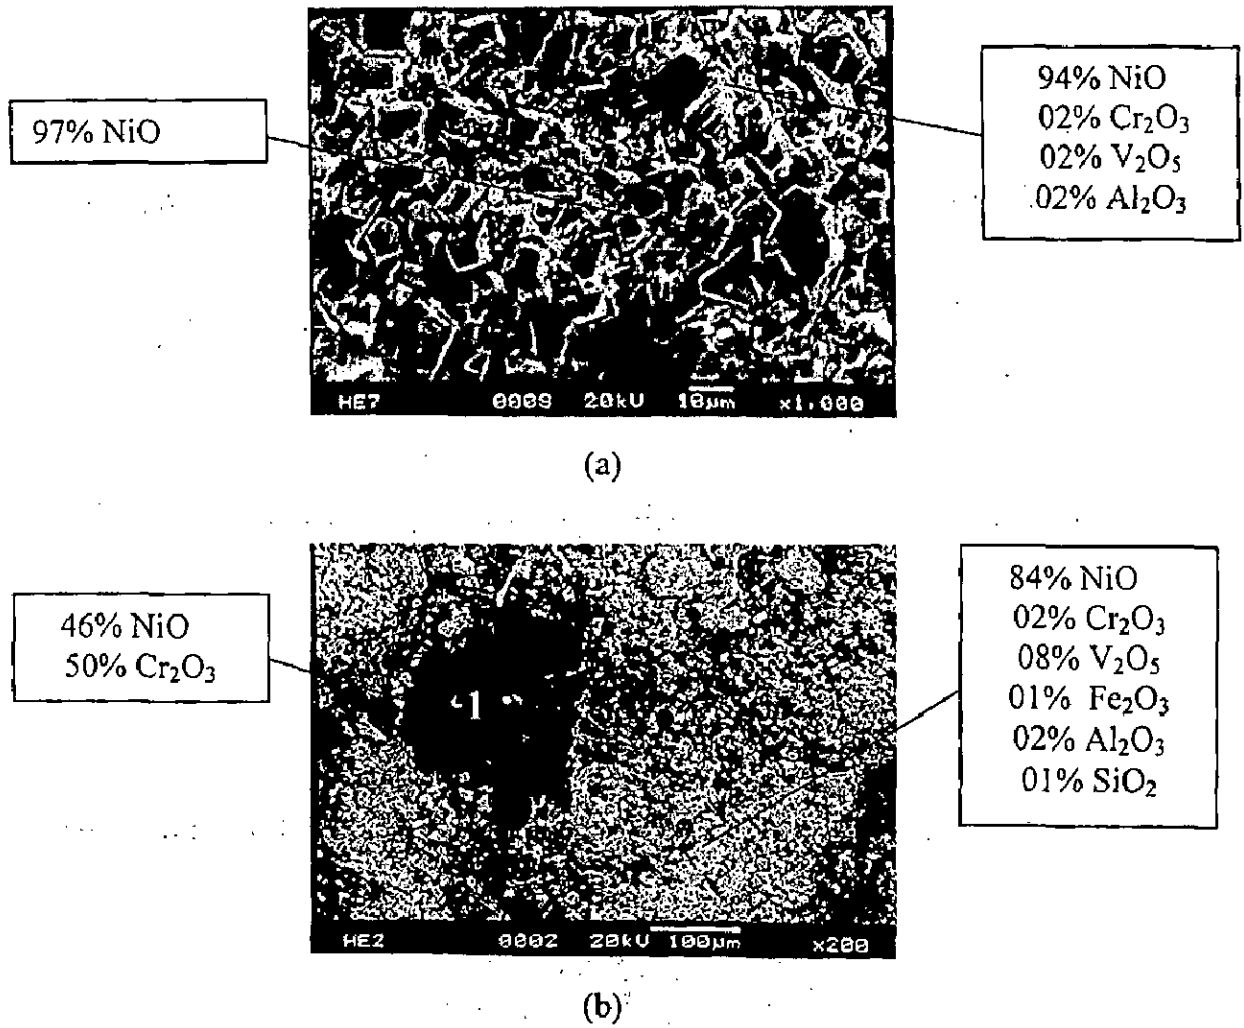 97% NiO
94% NiO
02% Cr₂O₃
02% V₂O₅
02% Al₂O₃
1
HE7 0009 20kU 10µm x1,000
(a)
46% NiO
50% Cr₂O₃
84% NiO
02% Cr₂O₃
08% V₂O₅
01% Fe₂O₃
02% Al₂O₃
01% SiO₂
1
HE2 0002 20kU 100µm x200
(b)